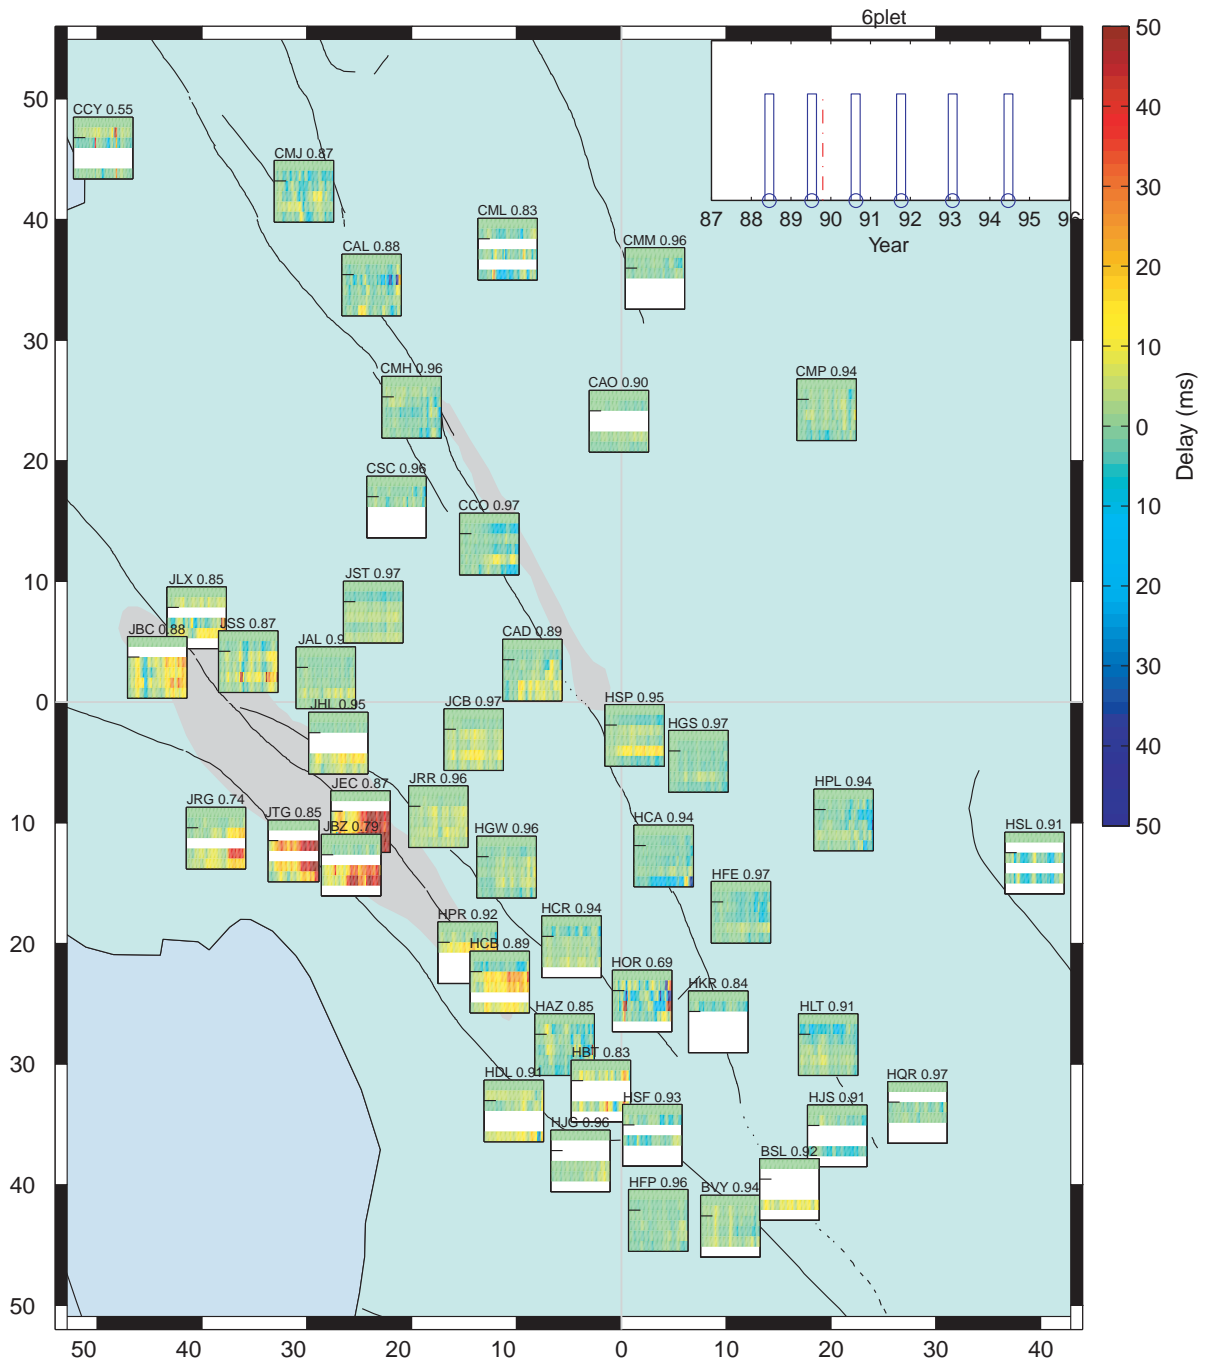 6plet
50
40
30
20
10
0
10
20
30
40
50
50
40
30
20
10
0
10
20
30
40
87 88 89 90 91 92 93 94 95 96
Year
50
40
30
20
10
0
10
20
30
40
50
Delay (ms)
CCY 0.55
CMJ 0.87
CML 0.83
CMM 0.96
CAL 0.88
CMH 0.96
CAO 0.90
CMP 0.94
CSC 0.96
CCO 0.97
JLX 0.85
JST 0.97
JBC 0.88
JSS 0.87
JAL 0.9
CAD 0.89
JHL 0.95
JCB 0.97
HSP 0.95
HGS 0.97
JRG 0.74
JTG 0.85
JEC 0.87
JBZ 0.79
JRR 0.96
HGW 0.96
HCA 0.94
HPL 0.94
HSL 0.91
HFE 0.97
HPR 0.92
HCB 0.89
HCR 0.94
HOR 0.69
HKR 0.84
HAZ 0.85
HLT 0.91
HBT 0.83
HDL 0.91
HSF 0.93
HQR 0.97
HJS 0.91
HJG 0.96
BSL 0.92
HFP 0.96
BVY 0.94